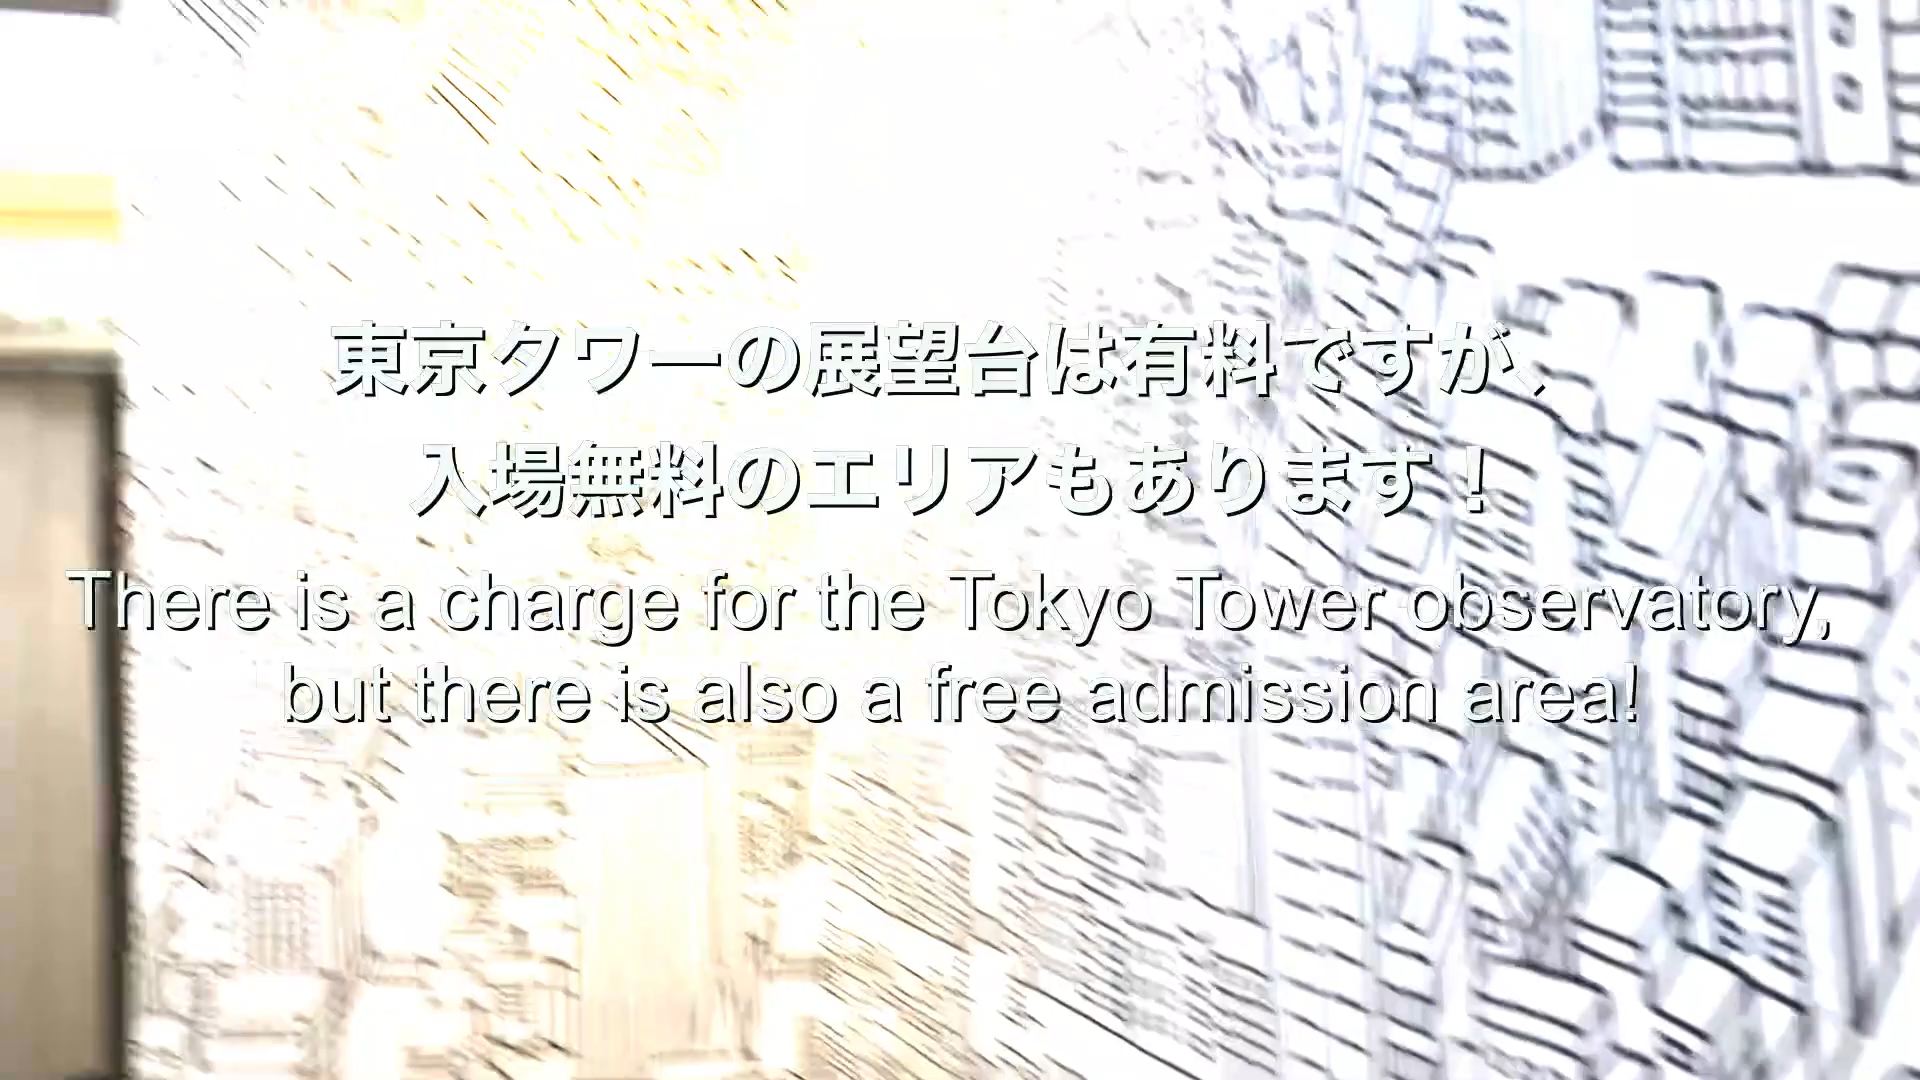 東京タワーの展望台は有料ですが、
入場無料のエリアもあります！
There is a charge for the Tokyo Tower observatory,
but there is also a free admission area!